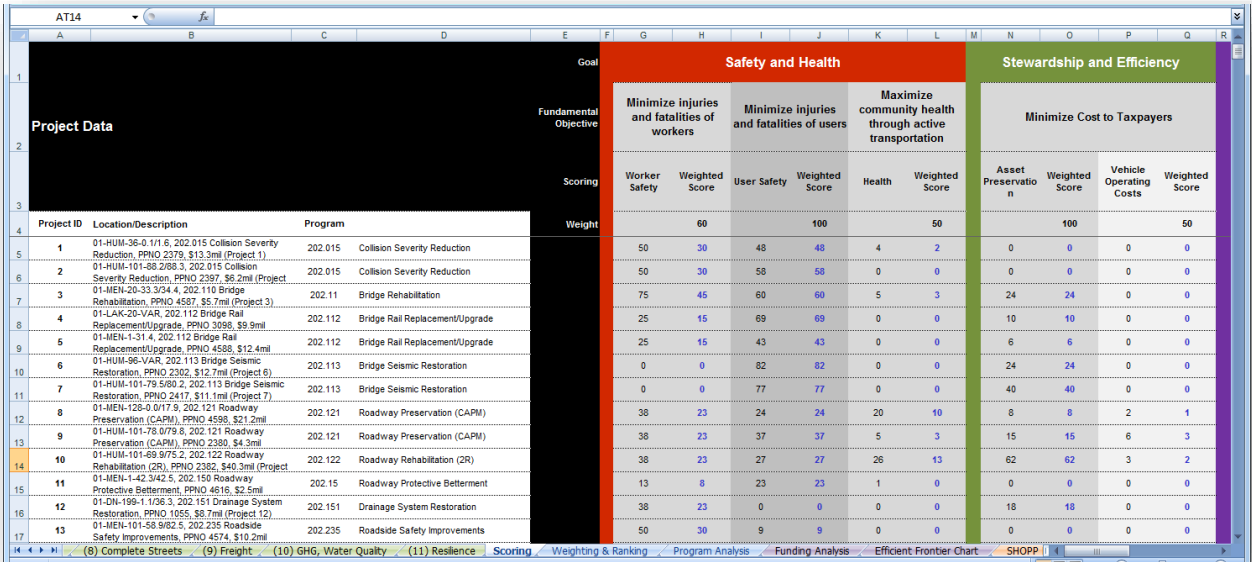 AT14 fx
A B C D E F G H I J K L M N O P Q R
1 Goal Safety and Health Stewardship and Efficiency
2 Project Data Fundamental Objective Minimize injuries and fatalities of workers Minimize injuries and fatalities of users Maximize community health through active transportation Minimize Cost to Taxpayers
3 Scoring Worker Safety Weighted Score User Safety Weighted Score Health Weighted Score Asset Preservatio n Weighted Score Vehicle Operating Costs Weighted Score
4 Project ID Location/Description Program Weight 60 100 50 100 50
5 1 01-HUM-36-0.1/1.6, 202.015 Collision Severity Reduction, PPNO 2379, $13.3mil (Project 1) 202.015 Collision Severity Reduction 50 30 48 48 4 2 0 0 0 0
6 2 01-HUM-101-88.2/88.3, 202.015 Collision Severity Reduction, PPNO 2397, $6.2mil (Project 202.015 Collision Severity Reduction 50 30 58 58 0 0 0 0 0 0
7 3 01-MEN-20-33.3/34.4, 202.110 Bridge Rehabilitation, PPNO 4587, $5.7mil (Project 3) 202.11 Bridge Rehabilitation 75 45 60 60 5 3 24 24 0 0
8 4 01-LAK-20-VAR, 202.112 Bridge Rail Replacement/Upgrade, PPNO 3098, $9.9mil 202.112 Bridge Rail Replacement/Upgrade 25 15 69 69 0 0 10 10 0 0
9 5 01-MEN-1-31.4, 202.112 Bridge Rail Replacement/Upgrade, PPNO 4588, $12.4mil 202.112 Bridge Rail Replacement/Upgrade 25 15 43 43 0 0 6 6 0 0
10 6 01-HUM-96-VAR, 202.113 Bridge Seismic Restoration, PPNO 2302, $12.7mil (Project 6) 202.113 Bridge Seismic Restoration 0 0 82 82 0 0 24 24 0 0
11 7 01-HUM-101-79.5/80.2, 202.113 Bridge Seismic Restoration, PPNO 2417, $11.1mil (Project 7) 202.113 Bridge Seismic Restoration 0 0 77 77 0 0 40 40 0 0
12 8 01-MEN-128-0.0/17.9, 202.121 Roadway Preservation (CAPM), PPNO 4598, $21.2mil 202.121 Roadway Preservation (CAPM) 38 23 24 24 20 10 8 8 2 1
13 9 01-HUM-101-78.0/79.8, 202.121 Roadway Preservation (CAPM), PPNO 2380, $4.3mil 202.121 Roadway Preservation (CAPM) 38 23 37 37 5 3 15 15 6 3
14 10 01-HUM-101-69.9/75.2, 202.122 Roadway Rehabilitation (2R), PPNO 2382, $40.3mil (Project 202.122 Roadway Rehabilitation (2R) 38 23 27 27 26 13 62 62 3 2
15 11 01-MEN-1-42.3/42.5, 202.150 Roadway Protective Betterment, PPNO 4616, $2.5mil 202.15 Roadway Protective Betterment 13 8 23 23 1 0 0 0 0 0
16 12 01-DN-199-1.1/36.3, 202.151 Drainage System Restoration, PPNO 1055, $8.7mil (Project 12) 202.151 Drainage System Restoration 38 23 0 0 0 0 18 18 0 0
17 13 01-MEN-101-58.9/82.5, 202.235 Roadside Safety Improvements, PPNO 4574, $10.2mil 202.235 Roadside Safety Improvements 50 30 9 9 0 0 0 0 0 0
(8) Complete Streets (9) Freight (10) GHG, Water Quality (11) Resilience Scoring Weighting & Ranking Program Analysis Funding Analysis Efficient Frontier Chart SHOPP